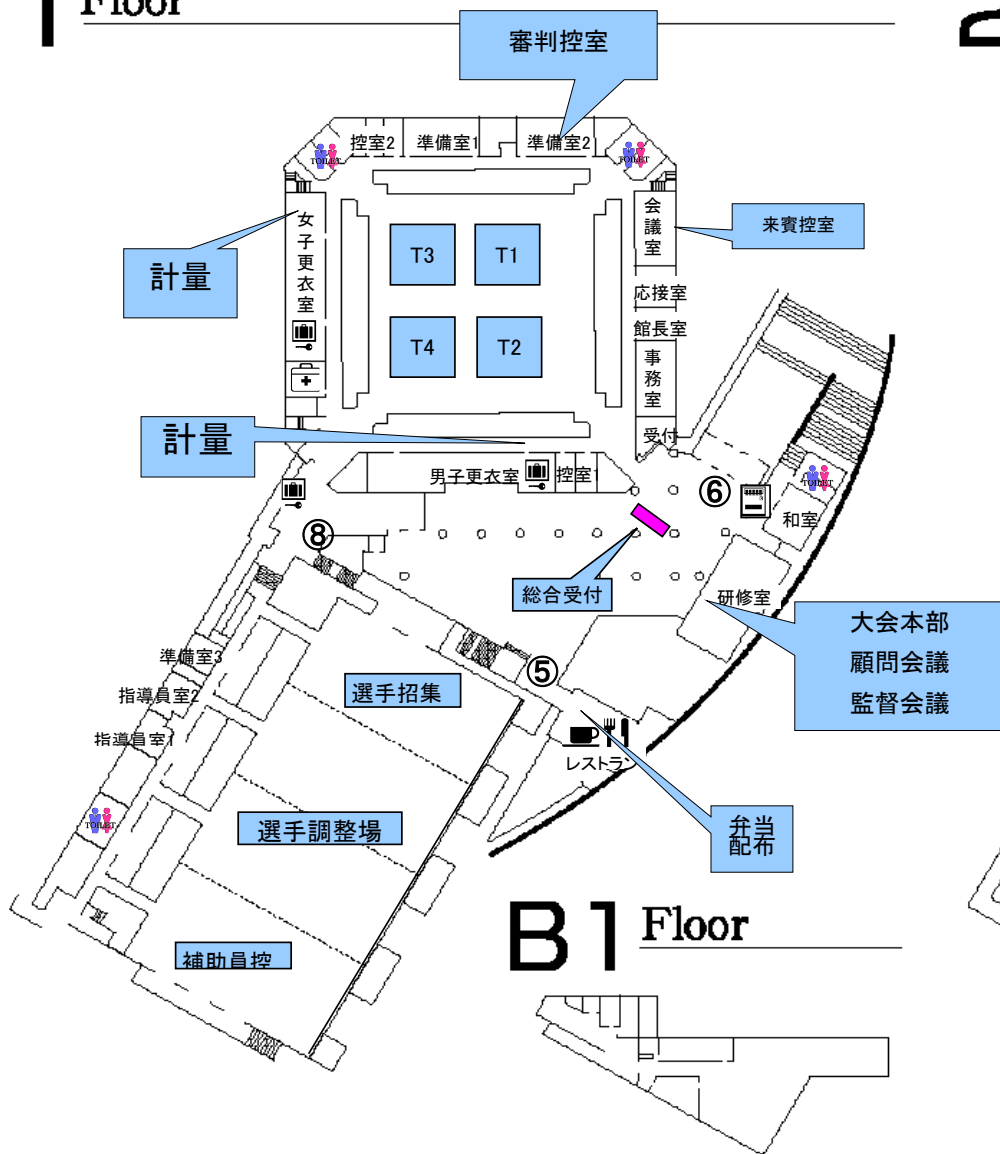 1 Floor
審判控室
控室2
準備室1
準備室2
TOILET
TOILET
女子更衣室
会議室
来賓控室
計量
T3
T1
応接室
T4
T2
館長室
事務室
計量
受付
男子更衣室
控室1
⑥
TOILET
和室
⑧
総合受付
研修室
大会本部
顧問会議
監督会議
準備室3
⑤
選手招集
指導員室2
指導員室1
レストラン
TOILET
選手調整場
弁当
配布
補助員控
B1 Floor